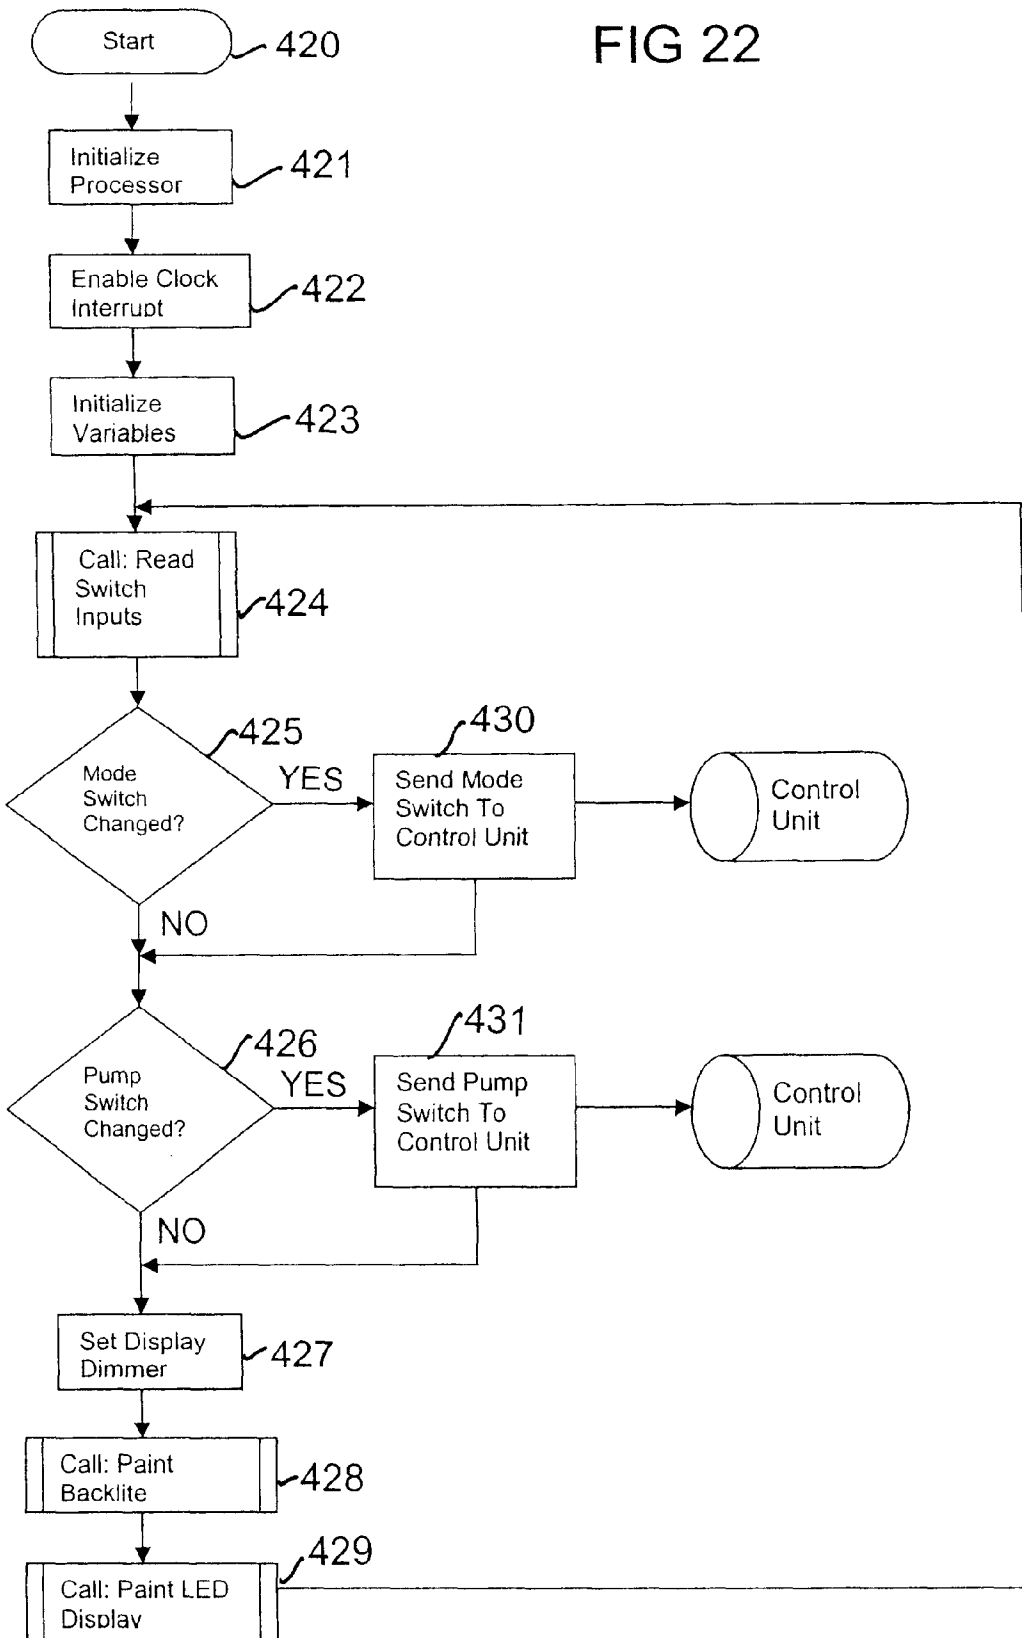 FIG 22
Start
420
Initialize
Processor
421
Enable Clock
Interrupt
422
Initialize
Variables
423
Call: Read
Switch
Inputs
424
Mode
Switch
Changed?
425
YES
NO
430
Send Mode
Switch To
Control Unit
Control
Unit
Pump
Switch
Changed?
426
YES
NO
431
Send Pump
Switch To
Control Unit
Control
Unit
Set Display
Dimmer
427
Call: Paint
Backlite
428
Call: Paint LED
Display
429